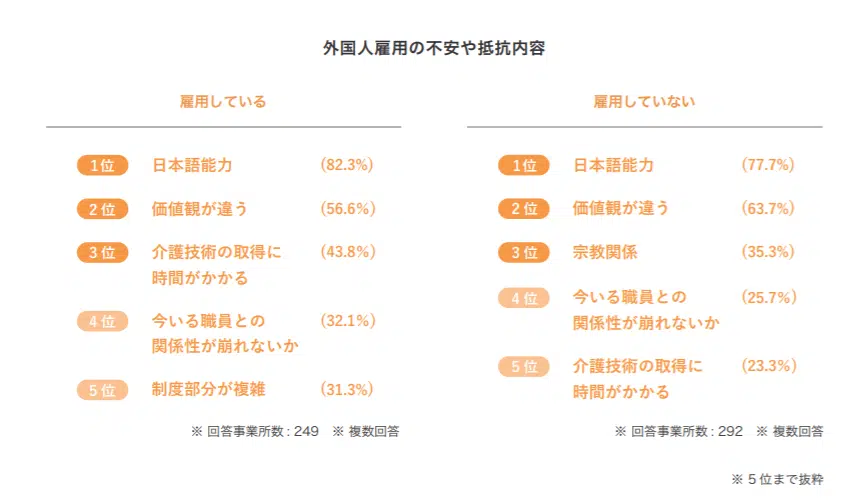 外国人雇用の不安や抵抗内容
雇用している
1位 日本語能力 (82.3%)
2位 価値観が違う (56.6%)
3位 介護技術の取得に (43.8%)
時間がかかる
4位 今いる職員との (32.1%)
関係性が崩れないか
5位 制度部分が複雑 (31.3%)
※ 回答事業所数 : 249 ※ 複数回答
雇用していない
1位 日本語能力 (77.7%)
2位 価値観が違う (63.7%)
3位 宗教関係 (35.3%)
4位 今いる職員との (25.7%)
関係性が崩れないか
5位 介護技術の取得に (23.3%)
時間がかかる
※ 回答事業所数 : 292 ※ 複数回答
※ 5位まで抜粋